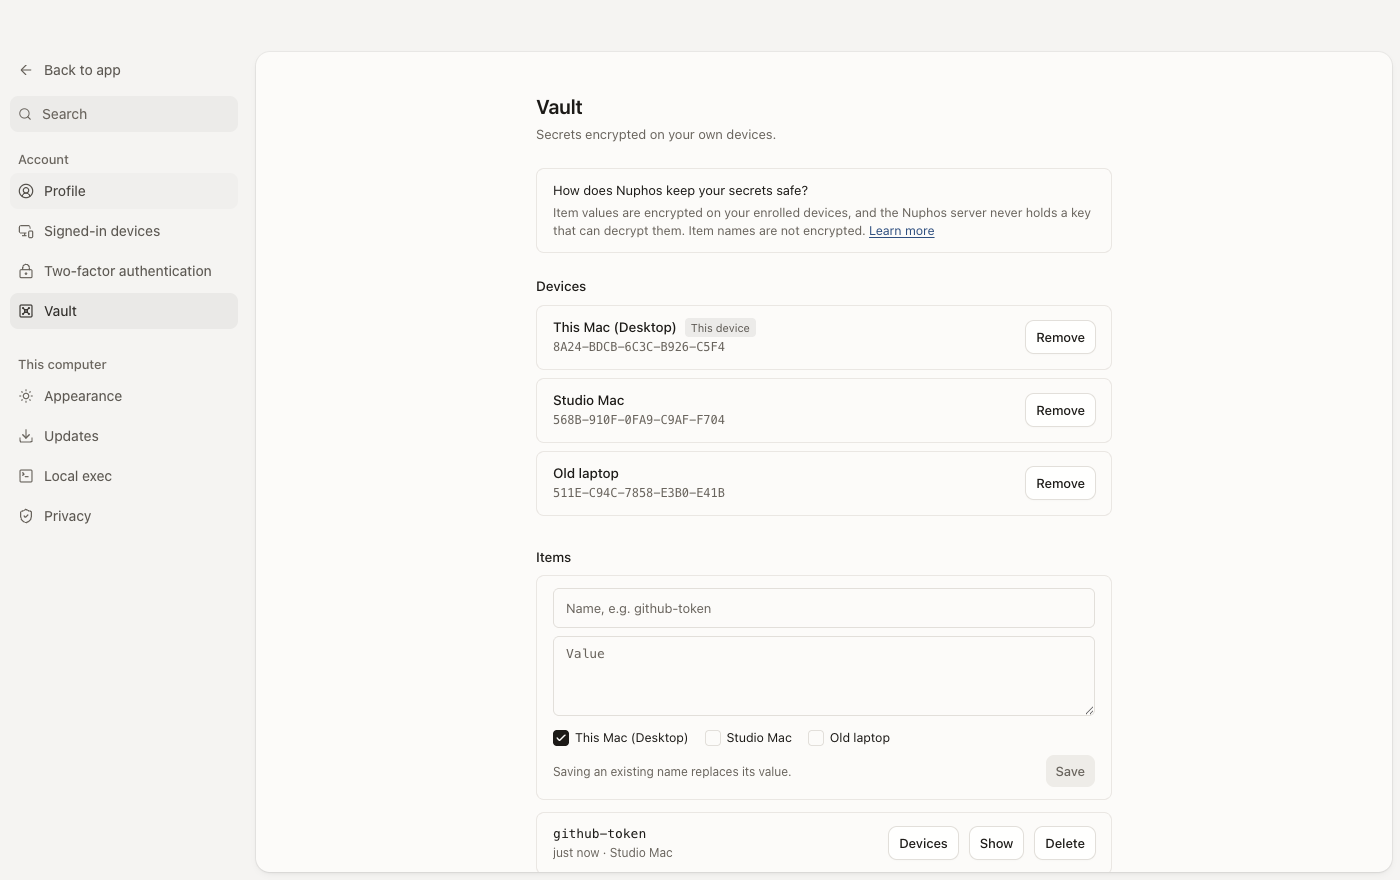 Back to app
Search
Account
Profile
Signed-in devices
Two-factor authentication
Vault
This computer
Appearance
Updates
Local exec
Privacy
Vault
Secrets encrypted on your own devices.
How does Nuphos keep your secrets safe?
Item values are encrypted on your enrolled devices, and the Nuphos server never holds a key
that can decrypt them. Item names are not encrypted. Learn more
Devices
This Mac (Desktop) This device
8A24-BDCB-6C3C-B926-C5F4
Remove
Studio Mac
568B-910F-0FA9-C9AF-F704
Remove
Old laptop
511E-C94C-7858-E3B0-E41B
Remove
Items
Name, e.g. github-token
Value
This Mac (Desktop) Studio Mac Old laptop
Saving an existing name replaces its value. Save
github-token
just now · Studio Mac
Devices Show Delete